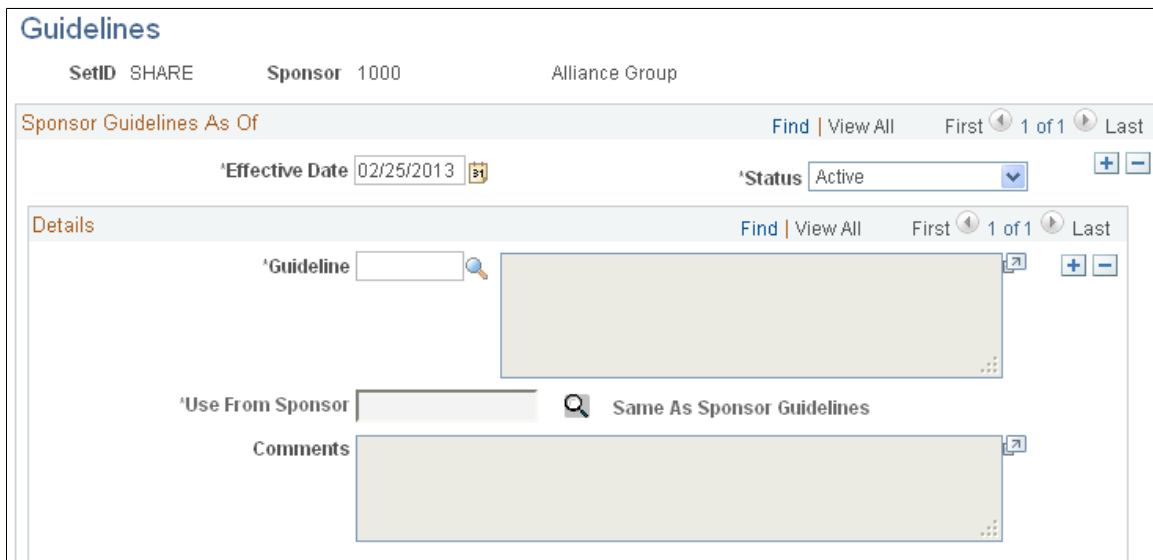 Guidelines
SetID SHARE Sponsor 1000 Alliance Group
Sponsor Guidelines As Of Find | View All First 1 of 1 Last
*Effective Date 02/25/2013 31 *Status Active
Details Find | View All First 1 of 1 Last
*Guideline
*Use From Sponsor Same As Sponsor Guidelines
Comments